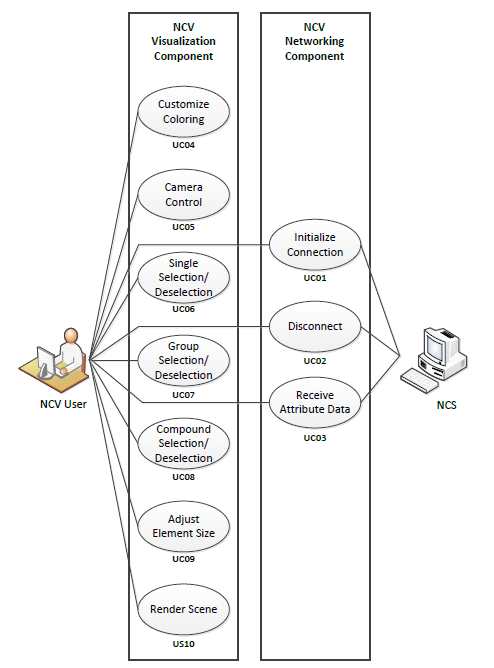 NCV
Visualization
Component
NCV
Networking
Component
Customize
Coloring
UC04
Camera
Control
UC05
Initialize
Connection
UC01
Single
Selection/
Deselection
UC06
Disconnect
UC02
Group
Selection/
Deselection
UC07
Receive
Attribute Data
UC03
NCV User
NCS
Compound
Selection/
Deselection
UC08
Adjust
Element Size
UC09
Render Scene
US10